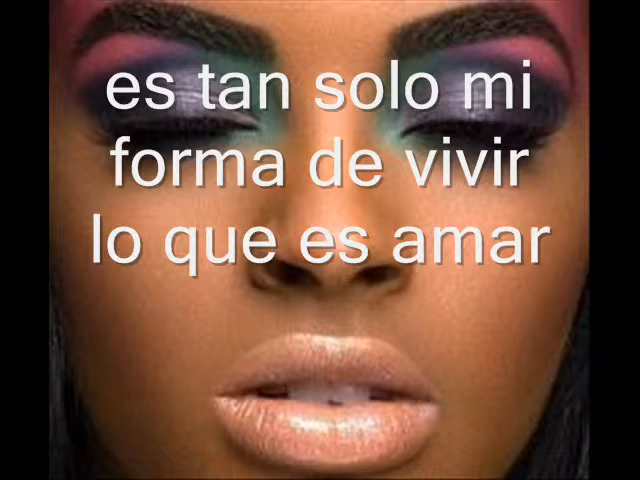 es tan solo mi
forma de vivir
lo que es amar